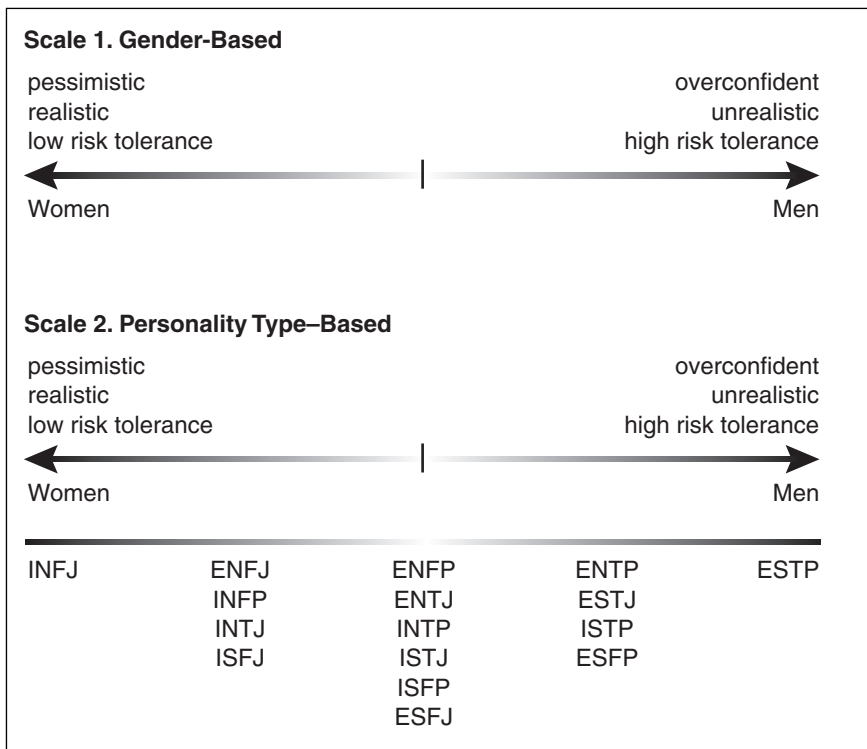 Scale 1. Gender-Based
pessimistic overconfident
realistic unrealistic
low risk tolerance high risk tolerance
Women Men
Scale 2. Personality Type–Based
pessimistic overconfident
realistic unrealistic
low risk tolerance high risk tolerance
Women Men
INFJ ENFJ ENFP ENTP ESTP
INFP ENTJ ESTJ
INTJ INTP ISTP
ISFJ ISTJ ESFP
ISFP
ESFJ